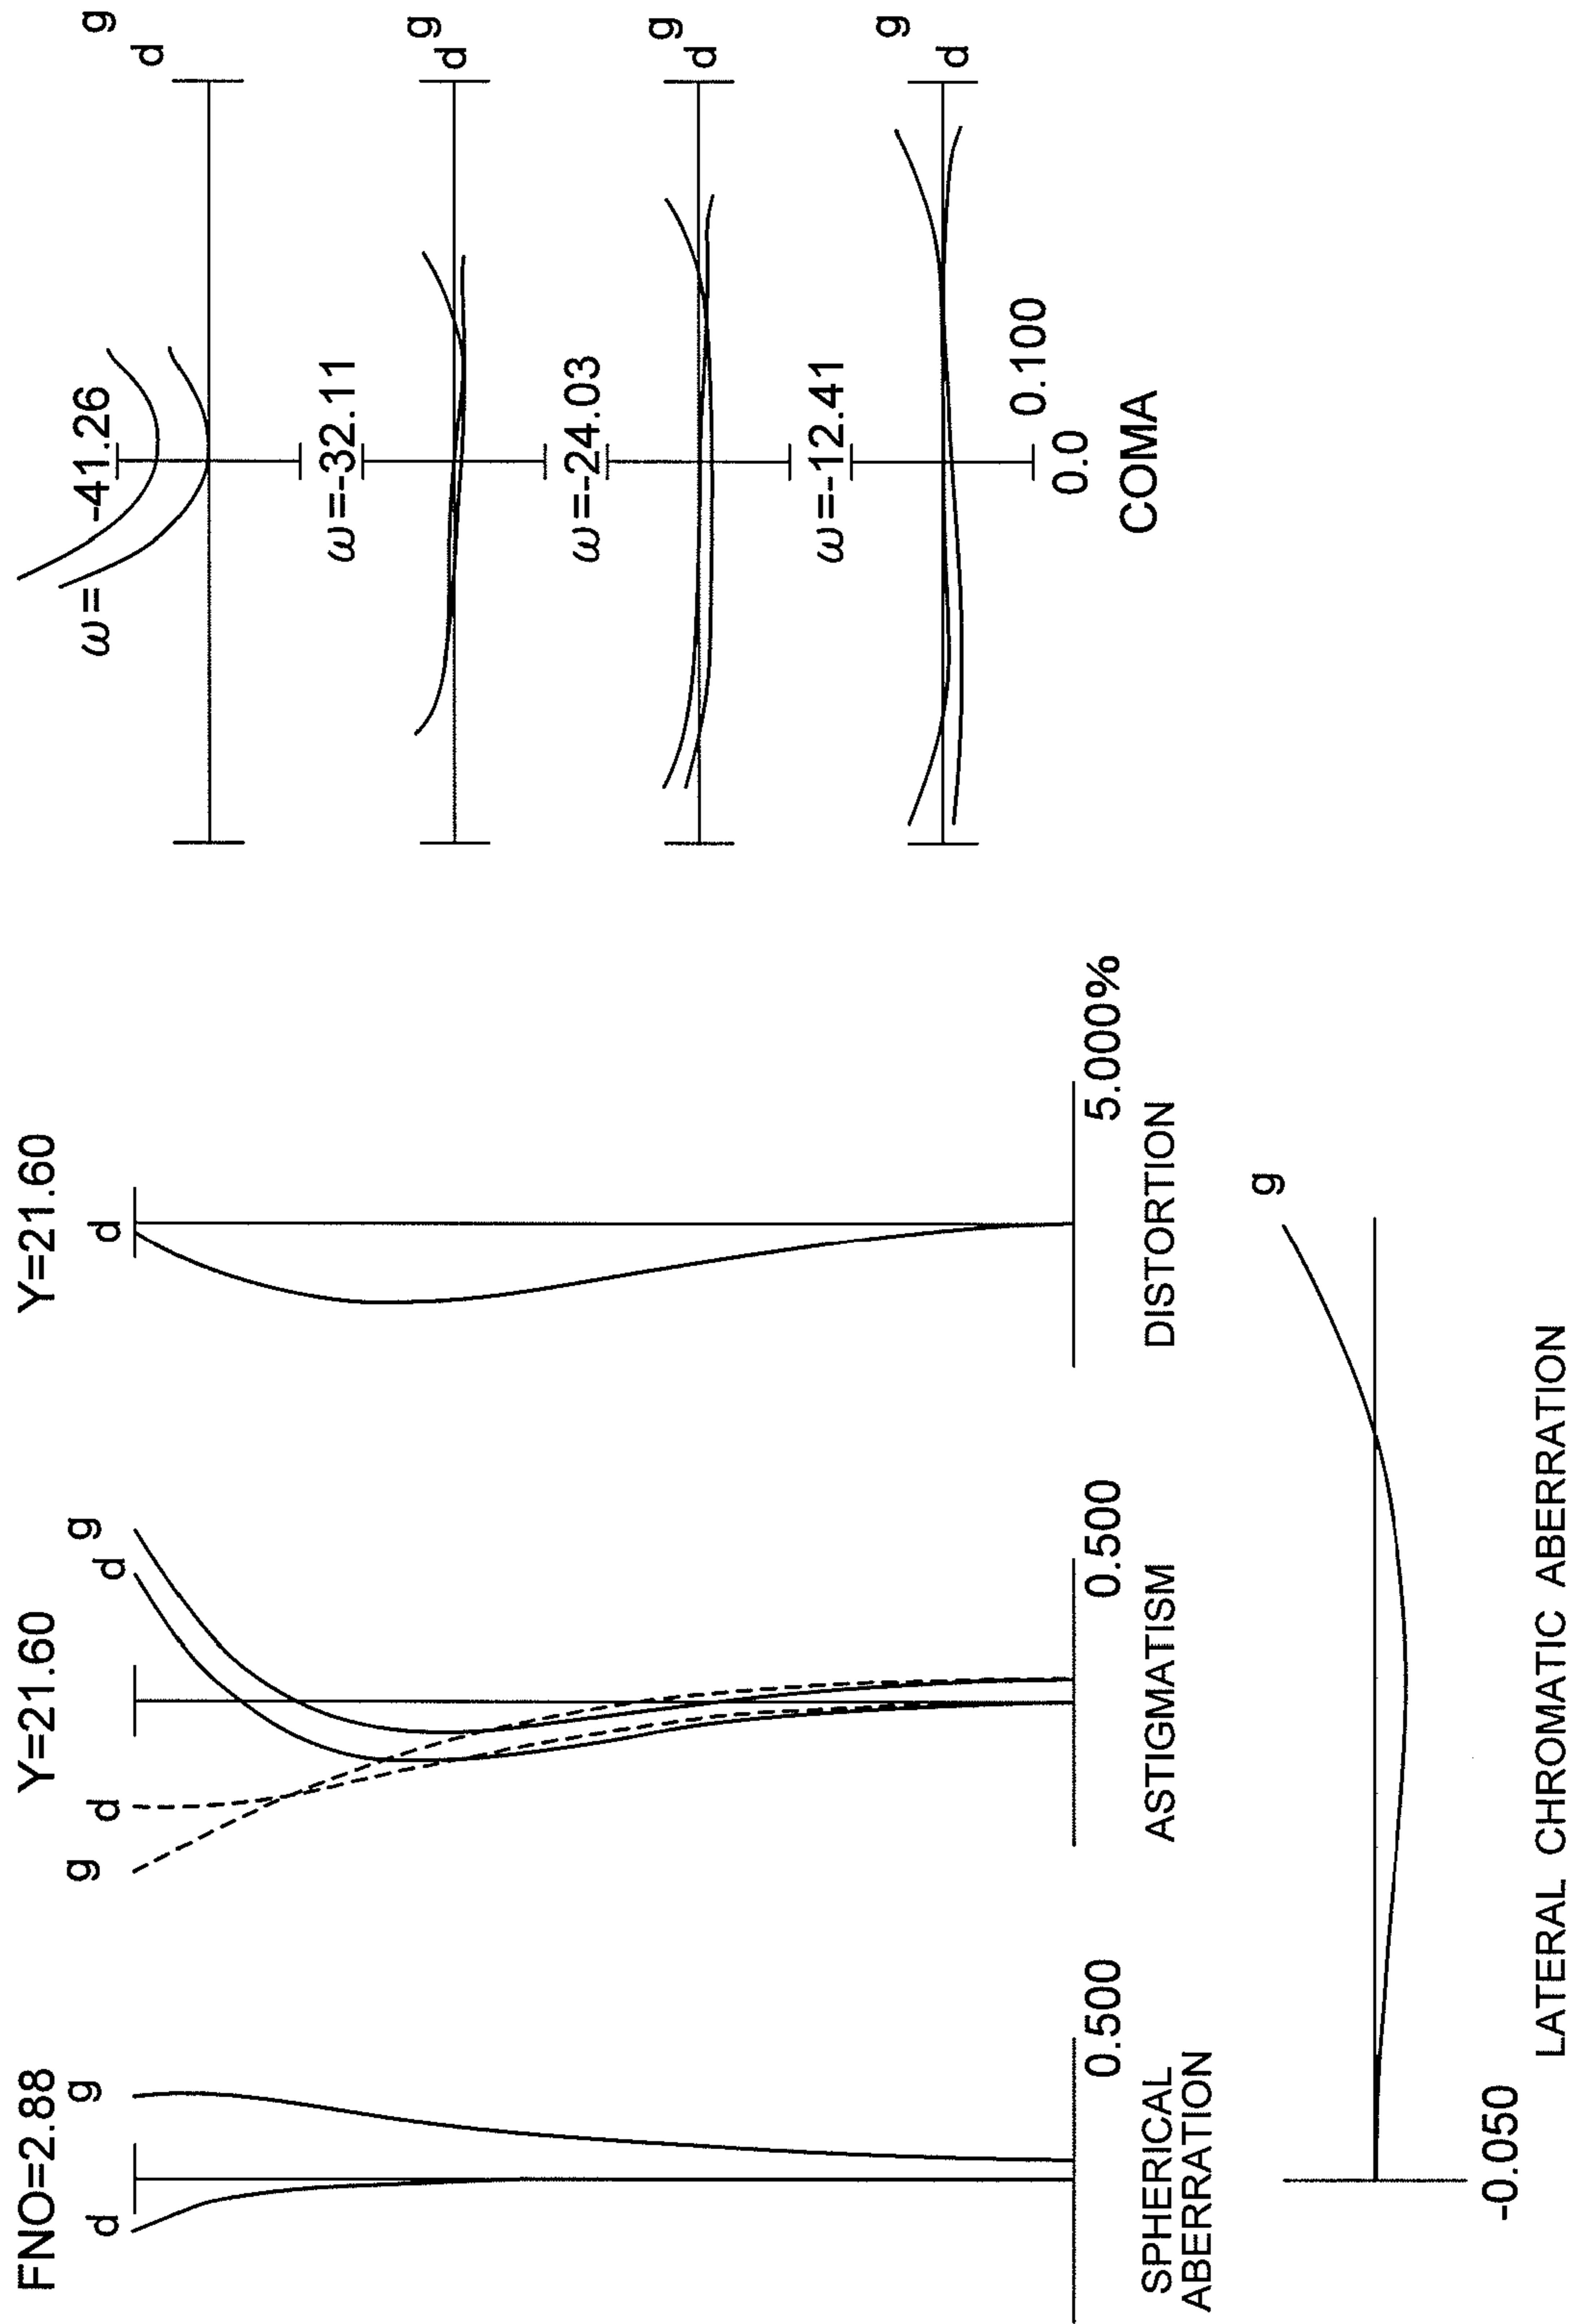 FNO=2.88
d
g
0.500
SPHERICAL
ABERRATION
Y=21.60
g
d
d
g
0.500
ASTIGMATISM
Y=21.60
d
5.000%
DISTORTION
ω= -41.26
g
d
ω=-32.11
g
d
ω=-24.03
g
d
ω=-12.41
g
d
0.0
0.100
COMA
g
-0.050
LATERAL CHROMATIC ABERRATION